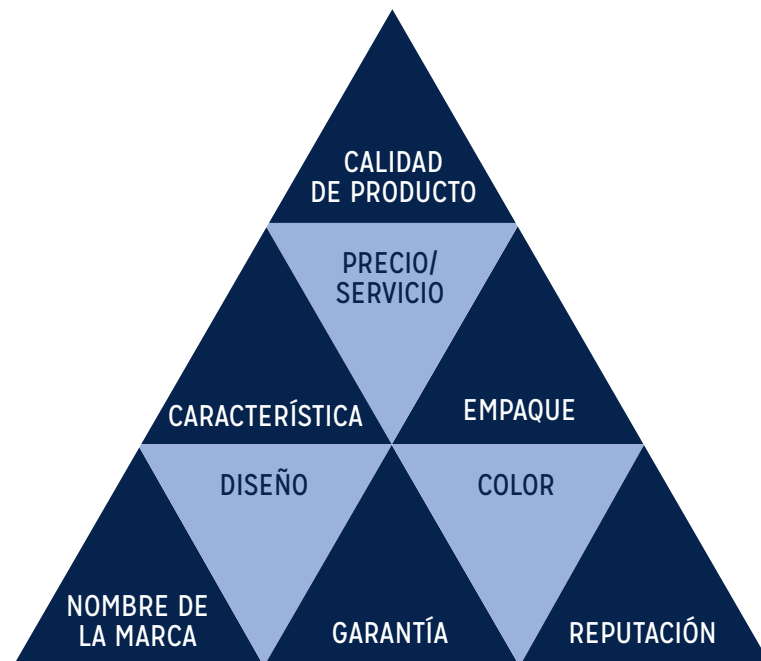 CALIDAD
DE PRODUCTO
PRECIO/
SERVICIO
CARACTERÍSTICA
EMPAQUE
DISEÑO
COLOR
NOMBRE DE
LA MARCA
GARANTÍA
REPUTACIÓN